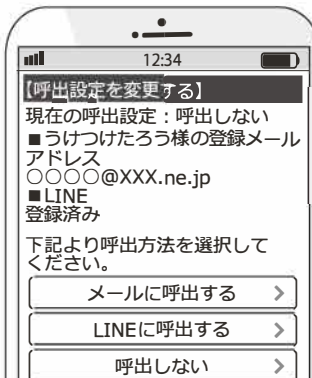 12:34
【呼出設定を変更する】
現在の呼出設定：呼出しない
■うけつけたろう様の登録メール
アドレス
○○○○@XXX.ne.jp
■LINE
登録済み
下記より呼出方法を選択して
ください。
メールに呼出する >
LINEに呼出する >
呼出しない >